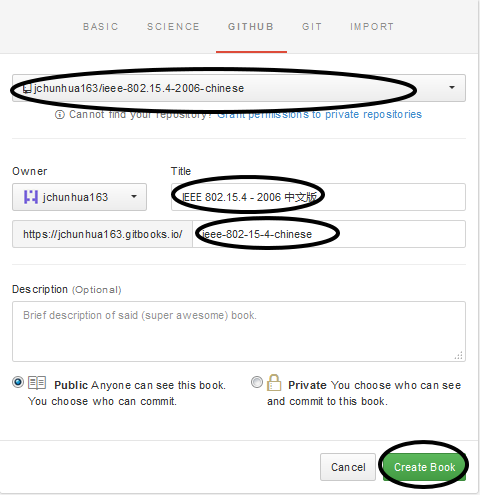 BASIC SCIENCE GITHUB GIT IMPORT
jchunhua163/ieee-802.15.4-2006-chinese
Cannot find your repository? Grant permissions to private repositories
Owner Title
jchunhua163 IEEE 802.15.4 - 2006 中文版
https://jchunhua163.gitbooks.io/ ieee-802-15-4-chinese
Description (Optional)
Brief description of said (super awesome) book.
Public Anyone can see this book.
You choose who can commit.
Private You choose who can see
and commit to this book.
Cancel Create Book